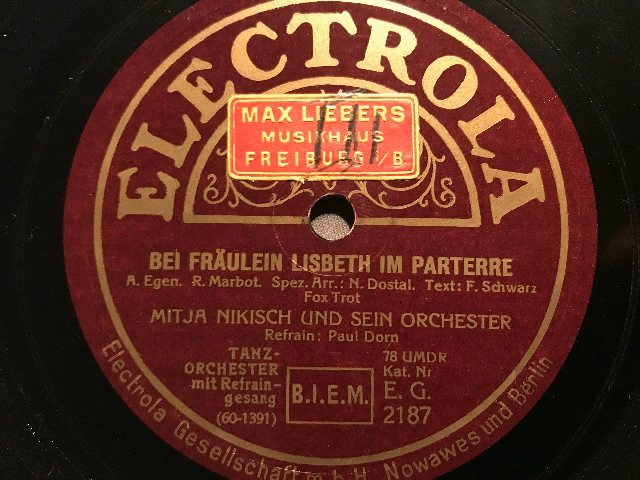 ELECTROLA
MAX LIEBERS
MUSIKHAUS
FREIBURG I/B
BEI FRÄULEIN LISBETH IM PARTERRE
A. Egen. R. Marbot. Spez. Arr.: N. Dostal. Text: F. Schwarz
Fox Trot
MITJA NIKISCH UND SEIN ORCHESTER
Refrain: Paul Dorn
TANZ-
ORCHESTER
mit Refrain-
gesang
(60-1391)
B.I.E.M.
78 UMDR
Kat. Nr
E. G.
2187
Electrola Gesellschaft m.b.H. Nowawes und Berlin